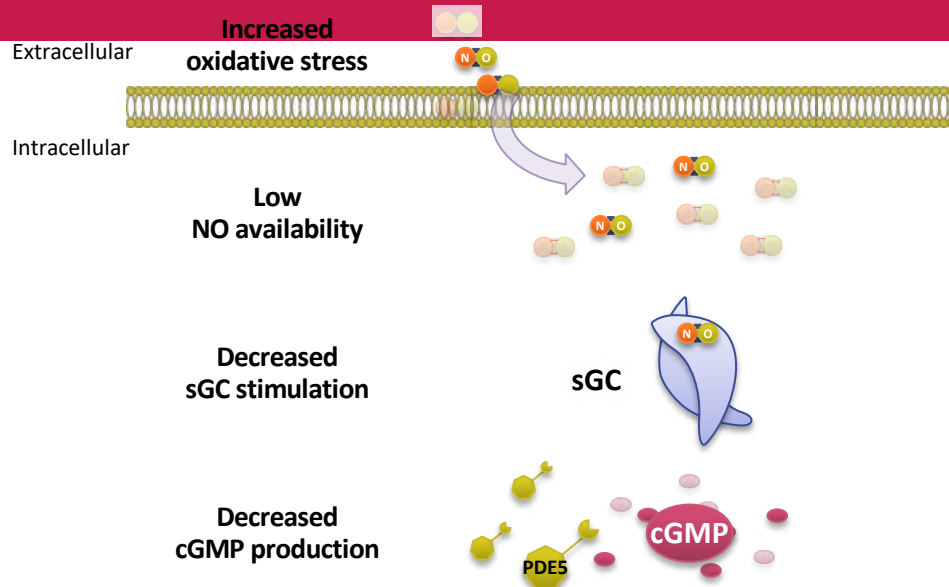 Increased
oxidative stress
Extracellular
N O
Intracellular
Low
NO availability
N O
N O
Decreased
sGC stimulation
sGC
N O
Decreased
cGMP production
cGMP
PDE5